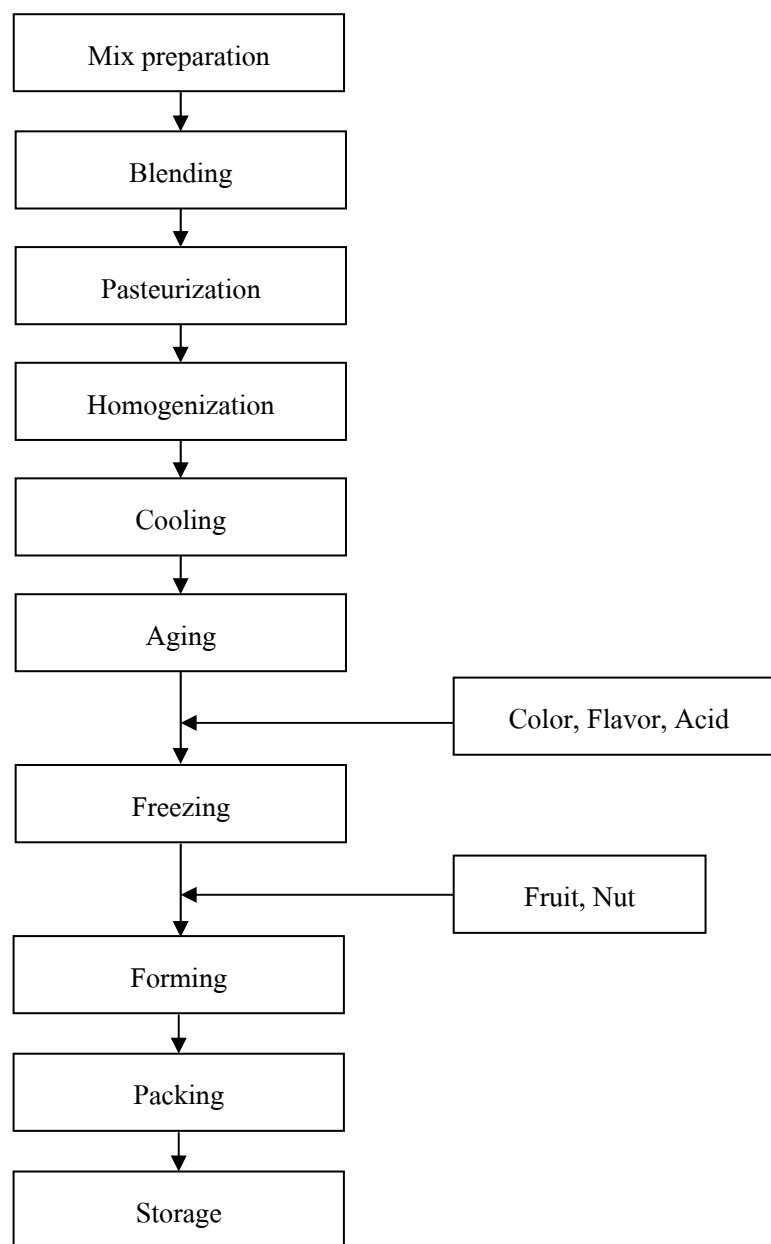 Mix preparation
Blending
Pasteurization
Homogenization
Cooling
Aging
Color, Flavor, Acid
Freezing
Fruit, Nut
Forming
Packing
Storage